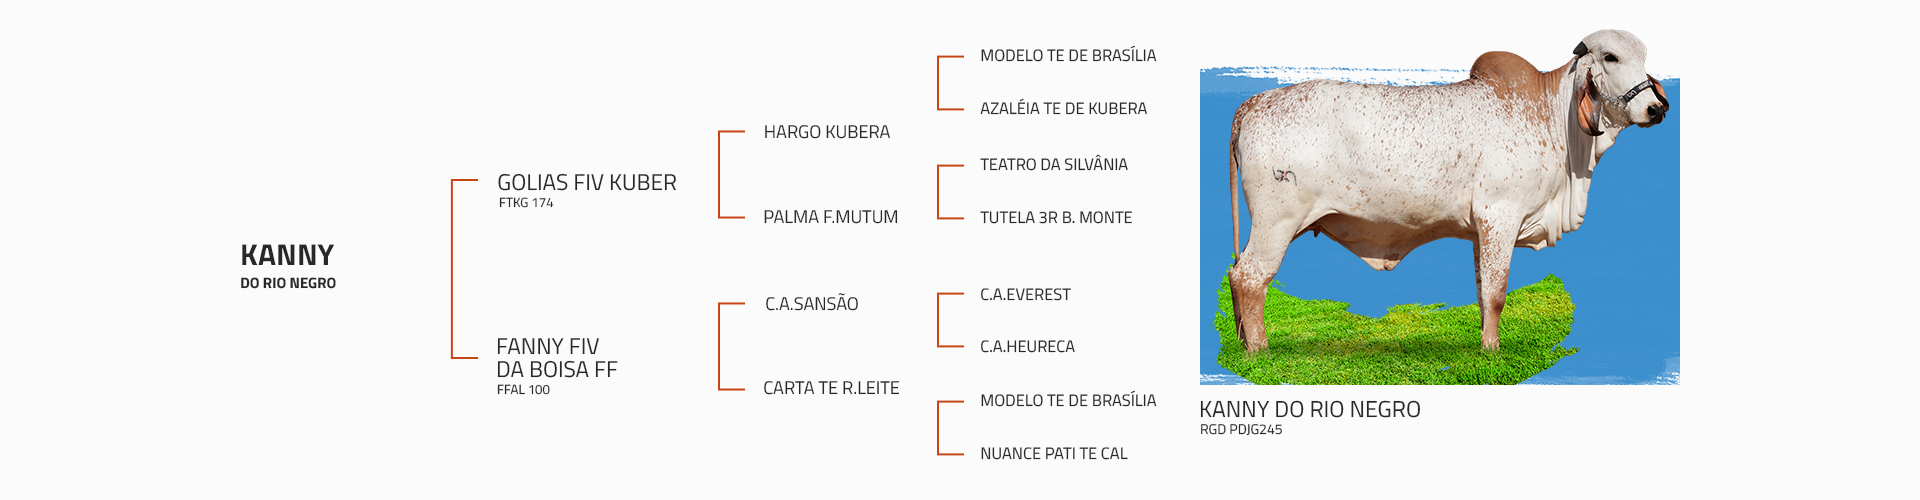 KANNY
DO RIO NEGRO
GOLIAS FIV KUBER
FTKG 174
FANNY FIV
DA BOISA FF
FFAL 100
HARGO KUBERA
PALMA F.MUTUM
C.A.SANSÃO
CARTA TE R.LEITE
MODELO TE DE BRASÍLIA
AZALÉIA TE DE KUBERA
TEATRO DA SILVÂNIA
TUTELA 3R B. MONTE
C.A.EVEREST
C.A.HEURECA
MODELO TE DE BRASÍLIA
NUANCE PATI TE CAL
KANNY DO RIO NEGRO
RGD PDJG245